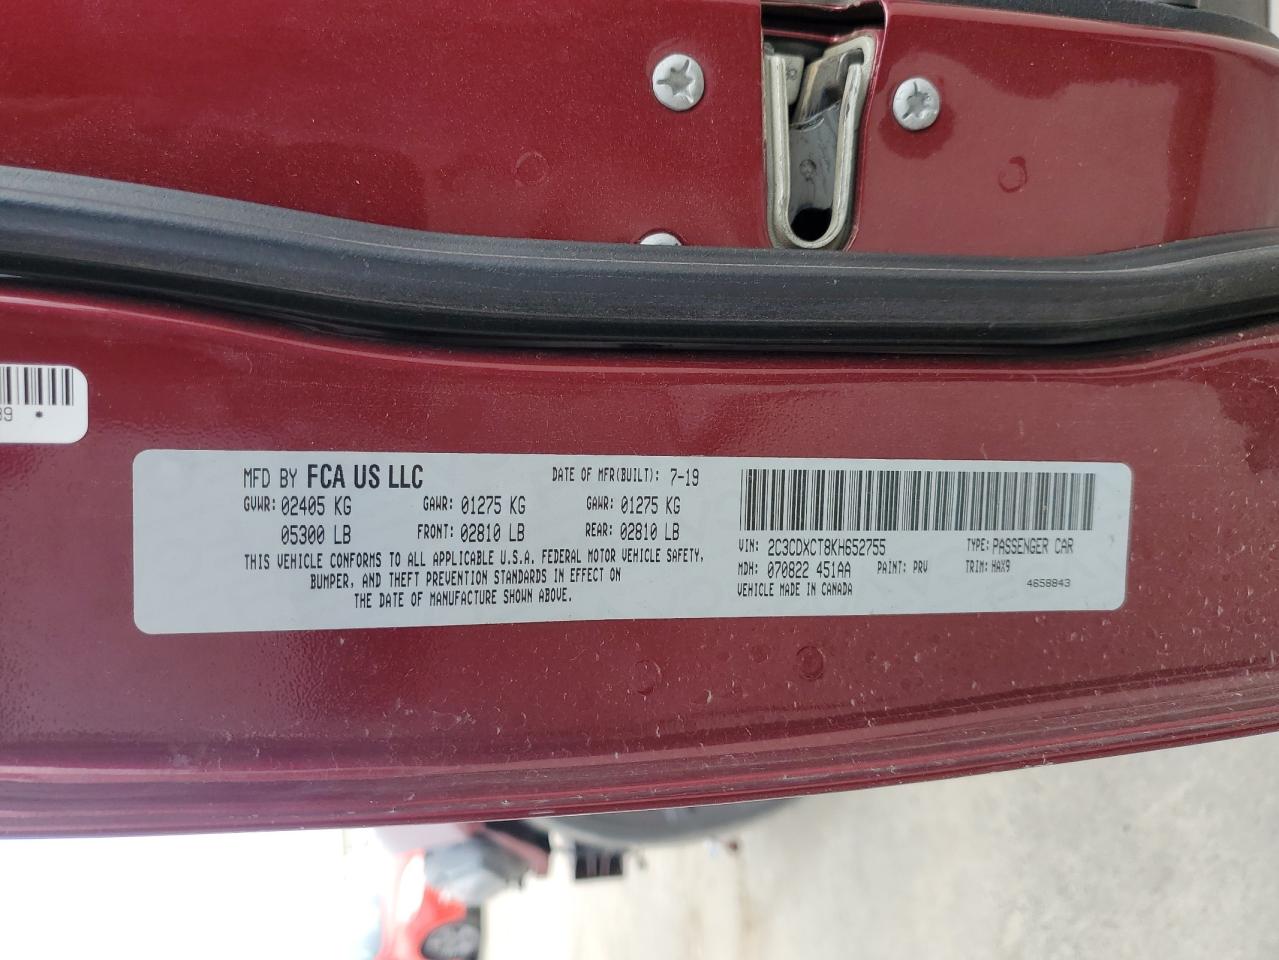 89 *
MFD BY FCA US LLC DATE OF MFR(BUILT): 7-19
GVWR: 02405 KG GAWR: 01275 KG GAWR: 01275 KG
05300 LB FRONT: 02810 LB REAR: 02810 LB
THIS VEHICLE CONFORMS TO ALL APPLICABLE U.S.A. FEDERAL MOTOR VEHICLE SAFETY,
BUMPER, AND THEFT PREVENTION STANDARDS IN EFFECT ON
THE DATE OF MANUFACTURE SHOWN ABOVE.
VIN: 2C3CDXCT8KH652755 TYPE: PASSENGER CAR
MDH: 070822 451AA PAINT: PRV TRIM: HAX9
VEHICLE MADE IN CANADA 4658843